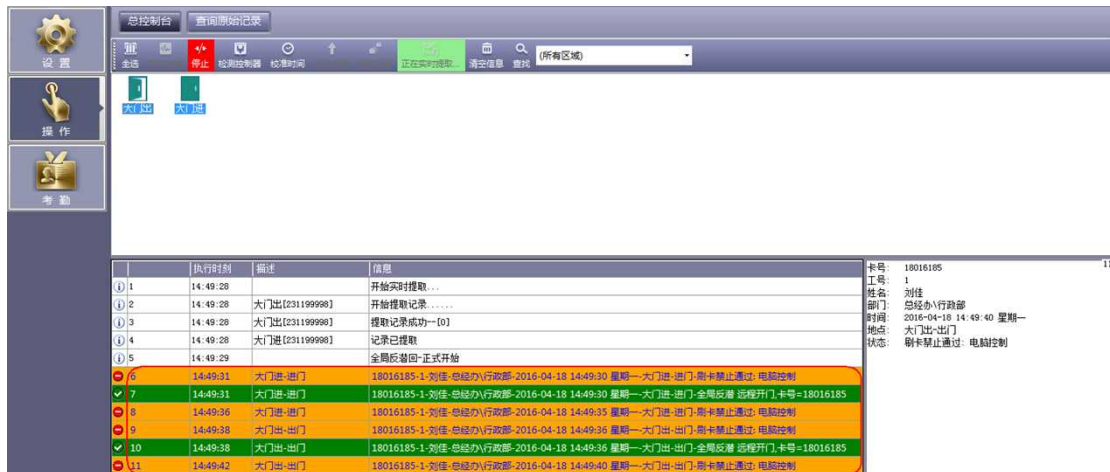 总控制台 查询原始记录
设 置
全选 停止 检测控制器 校准时间 正在实时提取... 清空信息 查找 (所有区域)
大门出 大门进
操 作
考 勤
执行时刻 描述 信息
1 14:49:28 开始实时提取...
2 14:49:28 大门出[231199998] 开始提取记录......
3 14:49:28 大门出[231199998] 提取记录成功--[0]
4 14:49:28 大门进[231199998] 记录已提取
5 14:49:29 全局反潜回-正式开始
6 14:49:31 大门进-进门 18016185-1-刘佳-总经办\行政部-2016-04-18 14:49:30 星期一-大门进-进门-刷卡禁止通过: 电脑控制
7 14:49:31 大门进-进门 18016185-1-刘佳-总经办\行政部-2016-04-18 14:49:30 星期一-大门进-进门-全局反潜 远程开门,卡号=18016185
8 14:49:36 大门进-进门 18016185-1-刘佳-总经办\行政部-2016-04-18 14:49:35 星期一-大门进-进门-刷卡禁止通过: 电脑控制
9 14:49:38 大门出-出门 18016185-1-刘佳-总经办\行政部-2016-04-18 14:49:36 星期一-大门出-出门-刷卡禁止通过: 电脑控制
10 14:49:38 大门出-出门 18016185-1-刘佳-总经办\行政部-2016-04-18 14:49:36 星期一-大门出-出门-全局反潜 远程开门,卡号=18016185
11 14:49:42 大门出-出门 18016185-1-刘佳-总经办\行政部-2016-04-18 14:49:40 星期一-大门出-出门-刷卡禁止通过: 电脑控制
卡号: 18016185
工号: 1
姓名: 刘佳
部门: 总经办\行政部
时间: 2016-04-18 14:49:40 星期一
地点: 大门出-出门
状态: 刷卡禁止通过: 电脑控制